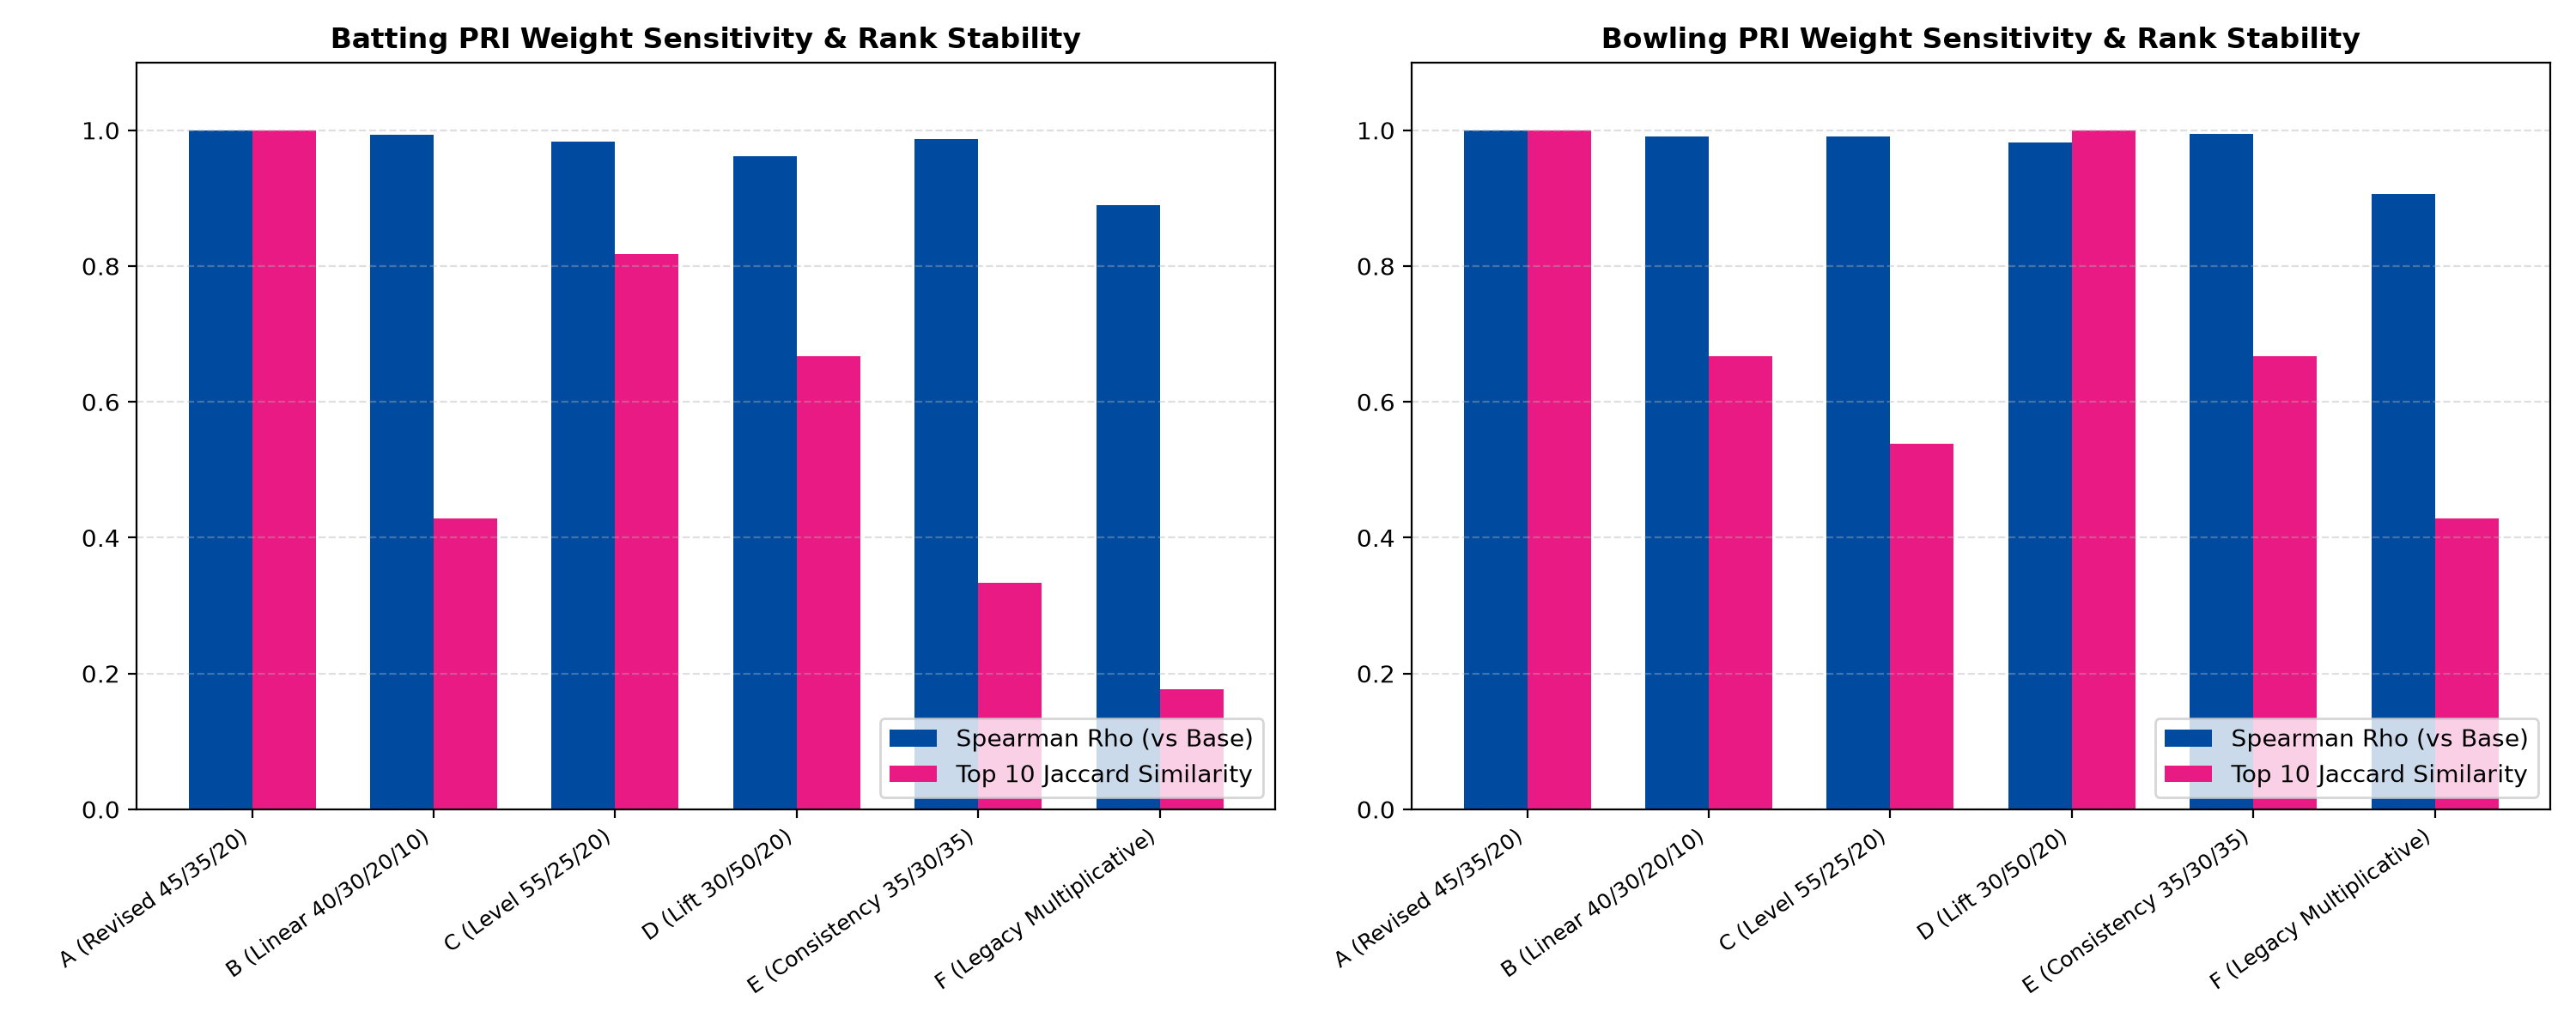 Batting PRI Weight Sensitivity & Rank Stability
1.0
0.8
0.6
0.4
0.2
0.0
Spearman Rho (vs Base)
Top 10 Jaccard Similarity
A (Revised 45/35/20)
B (Linear 40/30/20/10)
C (Level 55/25/20)
D (Lift 30/50/20)
E (Consistency 35/30/35)
F (Legacy Multiplicative)
Bowling PRI Weight Sensitivity & Rank Stability
1.0
0.8
0.6
0.4
0.2
0.0
Spearman Rho (vs Base)
Top 10 Jaccard Similarity
A (Revised 45/35/20)
B (Linear 40/30/20/10)
C (Level 55/25/20)
D (Lift 30/50/20)
E (Consistency 35/30/35)
F (Legacy Multiplicative)